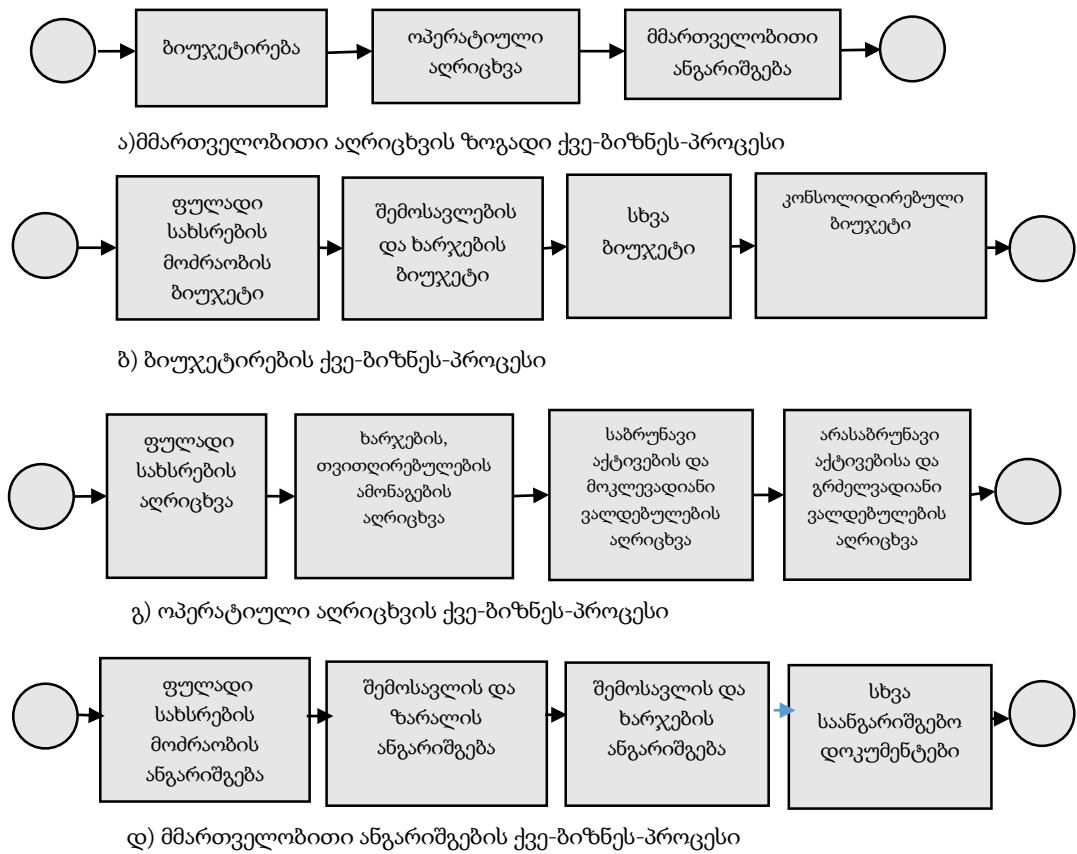 ბიუჯეტირება
ოპერატიული
აღრიცხვა
მმართველობითი
ანგარიშგება
ა)მმართველობითი აღრიცხვის ზოგადი ქვე-ბიზნეს-პროცესი
ფულადი
სახსრების
მოძრაობის
ბიუჯეტი
შემოსავლების
და ხარჯების
ბიუჯეტი
სხვა
ბიუჯეტი
კონსოლიდირებული
ბიუჯეტი
ბ) ბიუჯეტირების ქვე-ბიზნეს-პროცესი
ფულადი
სახსრების
აღრიცხვა
ხარჯების,
თვითღირებულების
ამონაგების
აღრიცხვა
საბრუნავი
აქტივების და
მოკლევადიანი
ვალდებულების
აღრიცხვა
არასაბრუნავი
აქტივებისა და
გრძელვადიანი
ვალდებულების
აღრიცხვა
გ) ოპერატიული აღრიცხვის ქვე-ბიზნეს-პროცესი
ფულადი
სახსრების
მოძრაობის
ანგარიშგება
შემოსავლის და
ზარალის
ანგარიშგება
შემოსავლის და
ხარჯების
ანგარიშგება
სხვა
საანგარიშგებო
დოკუმენტები
დ) მმართველობითი ანგარიშგების ქვე-ბიზნეს-პროცესი